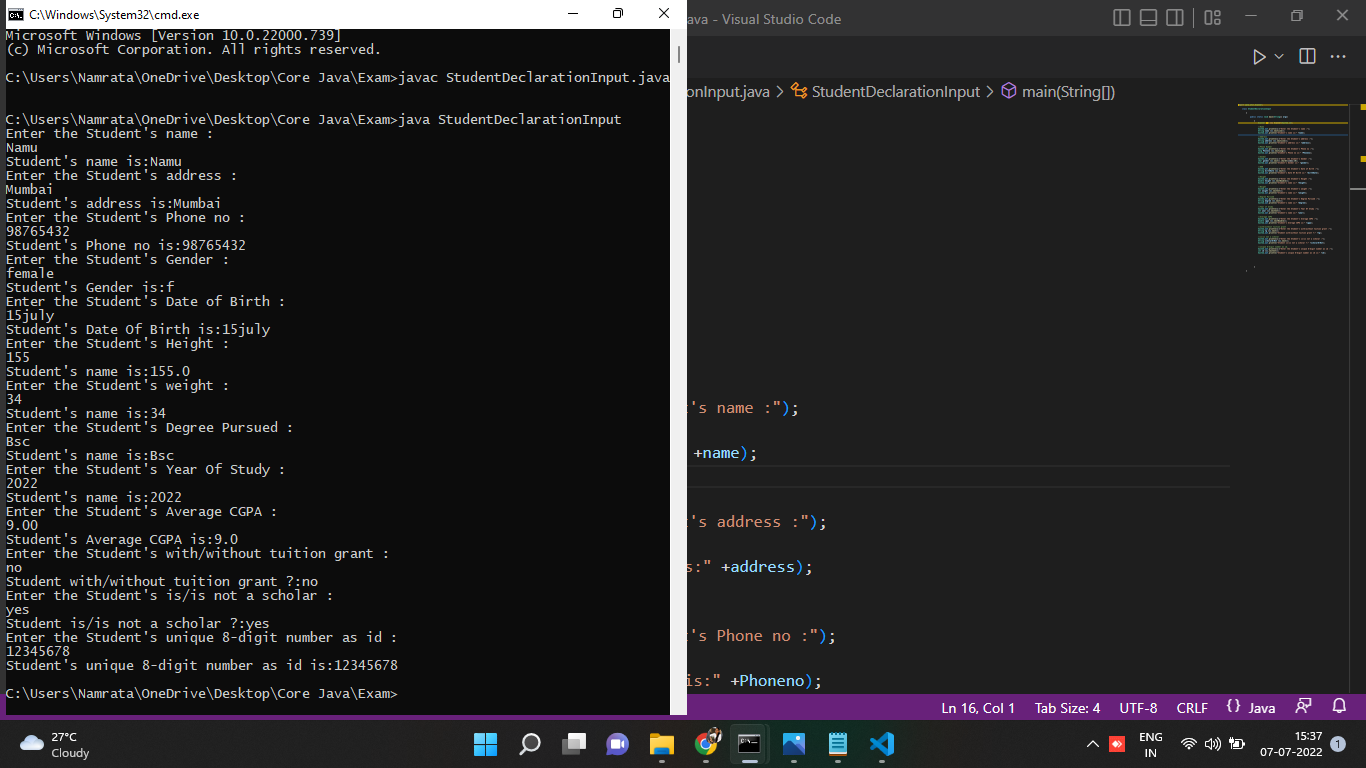 C:\Windows\System32\cmd.exe
Microsoft Windows [Version 10.0.22000.739]
(c) Microsoft Corporation. All rights reserved.
C:\Users\Namrata\OneDrive\Desktop\Core Java\Exam>javac StudentDeclarationInput.java
C:\Users\Namrata\OneDrive\Desktop\Core Java\Exam>java StudentDeclarationInput
Enter the Student's name :
Namu
Student's name is:Namu
Enter the Student's address :
Mumbai
Student's address is:Mumbai
Enter the Student's Phone no :
98765432
Student's Phone no is:98765432
Enter the Student's Gender :
female
Student's Gender is:f
Enter the Student's Date of Birth :
15july
Student's Date Of Birth is:15july
Enter the Student's Height :
155
Student's name is:155.0
Enter the Student's weight :
34
Student's name is:34
Enter the Student's Degree Pursued :
Bsc
Student's name is:Bsc
Enter the Student's Year Of Study :
2022
Student's name is:2022
Enter the Student's Average CGPA :
9.00
Student's Average CGPA is:9.0
Enter the Student's with/without tuition grant :
no
Student with/without tuition grant ?:no
Enter the Student's is/is not a scholar :
yes
Student is/is not a scholar ?:yes
Enter the Student's unique 8-digit number as id :
12345678
Student's unique 8-digit number as id is:12345678
C:\Users\Namrata\OneDrive\Desktop\Core Java\Exam>
ava - Visual Studio Code
onInput.java > StudentDeclarationInput > main(String[])
's name :");
+name);
's address :");
s:" +address);
's Phone no :");
is:" +Phoneno);
Ln 16, Col 1 Tab Size: 4 UTF-8 CRLF {} Java
27°C
Cloudy
ENG
IN
15:37
07-07-2022
1